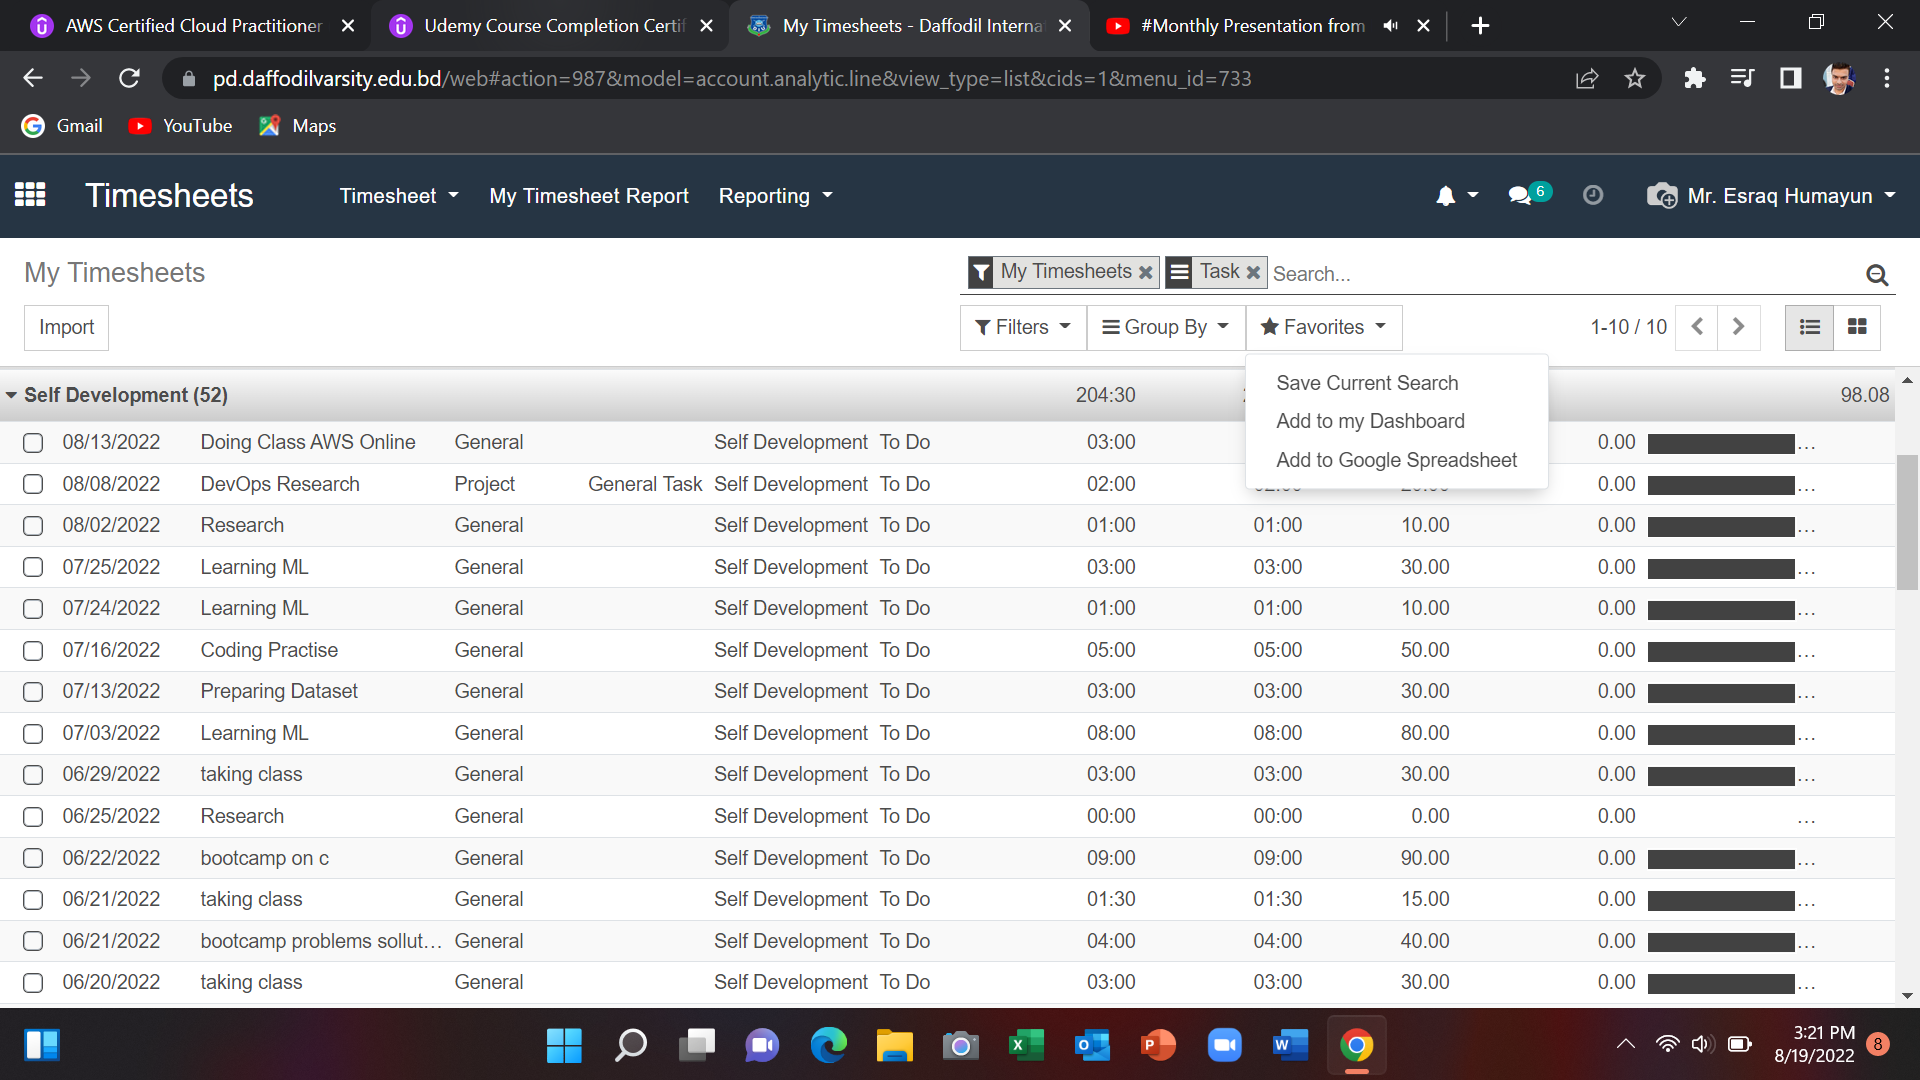 AWS Certified Cloud Practitioner
Udemy Course Completion Certif
My Timesheets - Daffodil Interna
#Monthly Presentation from
pd.daffodilvarsity.edu.bd/web#action=987&model=account.analytic.line&view_type=list&cids=1&menu_id=733
Gmail YouTube Maps
Timesheets Timesheet My Timesheet Report Reporting 6 Mr. Esraq Humayun
My Timesheets My Timesheets Task Search...
Import Filters Group By Favorites 1-10 / 10
Save Current Search
Add to my Dashboard
Add to Google Spreadsheet
Self Development (52) 204:30 98.08
08/13/2022 Doing Class AWS Online General Self Development To Do 03:00 0.00 ...
08/08/2022 DevOps Research Project General Task Self Development To Do 02:00 0.00 ...
08/02/2022 Research General Self Development To Do 01:00 01:00 10.00 0.00 ...
07/25/2022 Learning ML General Self Development To Do 03:00 03:00 30.00 0.00 ...
07/24/2022 Learning ML General Self Development To Do 01:00 01:00 10.00 0.00 ...
07/16/2022 Coding Practise General Self Development To Do 05:00 05:00 50.00 0.00 ...
07/13/2022 Preparing Dataset General Self Development To Do 03:00 03:00 30.00 0.00 ...
07/03/2022 Learning ML General Self Development To Do 08:00 08:00 80.00 0.00 ...
06/29/2022 taking class General Self Development To Do 03:00 03:00 30.00 0.00 ...
06/25/2022 Research General Self Development To Do 00:00 00:00 0.00 0.00 ...
06/22/2022 bootcamp on c General Self Development To Do 09:00 09:00 90.00 0.00 ...
06/21/2022 taking class General Self Development To Do 01:30 01:30 15.00 0.00 ...
06/21/2022 bootcamp problems sollut... General Self Development To Do 04:00 04:00 40.00 0.00 ...
06/20/2022 taking class General Self Development To Do 03:00 03:00 30.00 0.00 ...
3:21 PM
8/19/2022 8